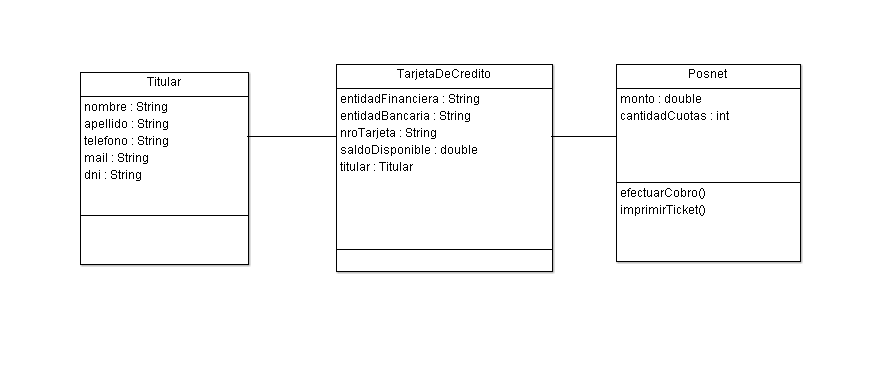 Titular
nombre : String
apellido : String
telefono : String
mail : String
dni : String
TarjetaDeCredito
entidadFinanciera : String
entidadBancaria : String
nroTarjeta : String
saldoDisponible : double
titular : Titular
Posnet
monto : double
cantidadCuotas : int
efectuarCobro()
imprimirTicket()